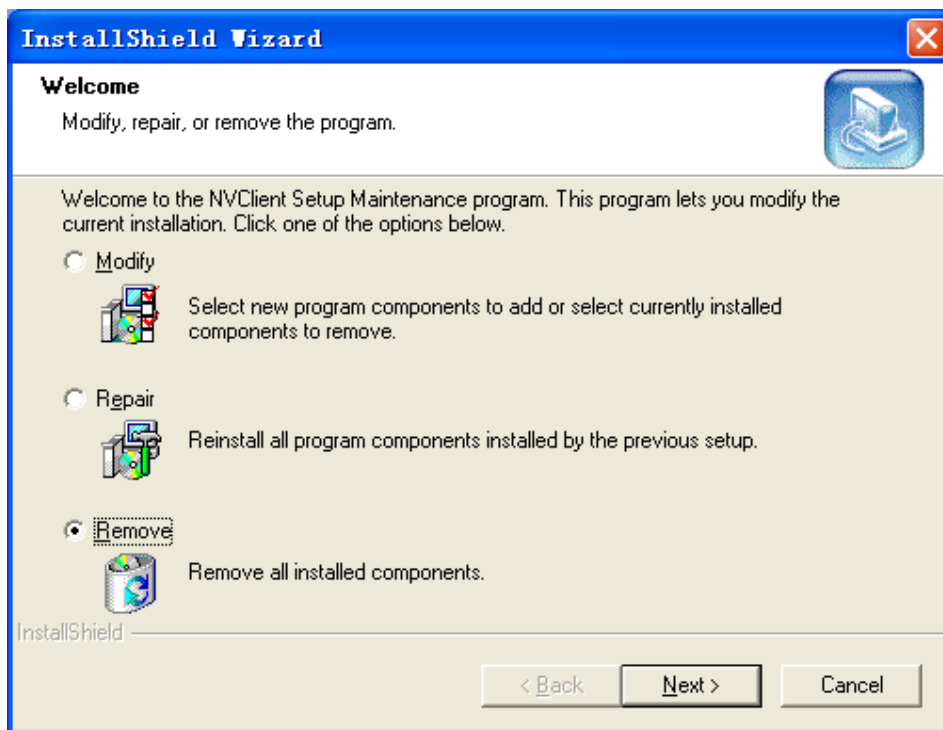 InstallShield Wizard
Welcome
Modify, repair, or remove the program.
Welcome to the NVClient Setup Maintenance program. This program lets you modify the
current installation. Click one of the options below.
Modify
Select new program components to add or select currently installed
components to remove.
Repair
Reinstall all program components installed by the previous setup.
Remove
Remove all installed components.
InstallShield
< Back
Next >
Cancel